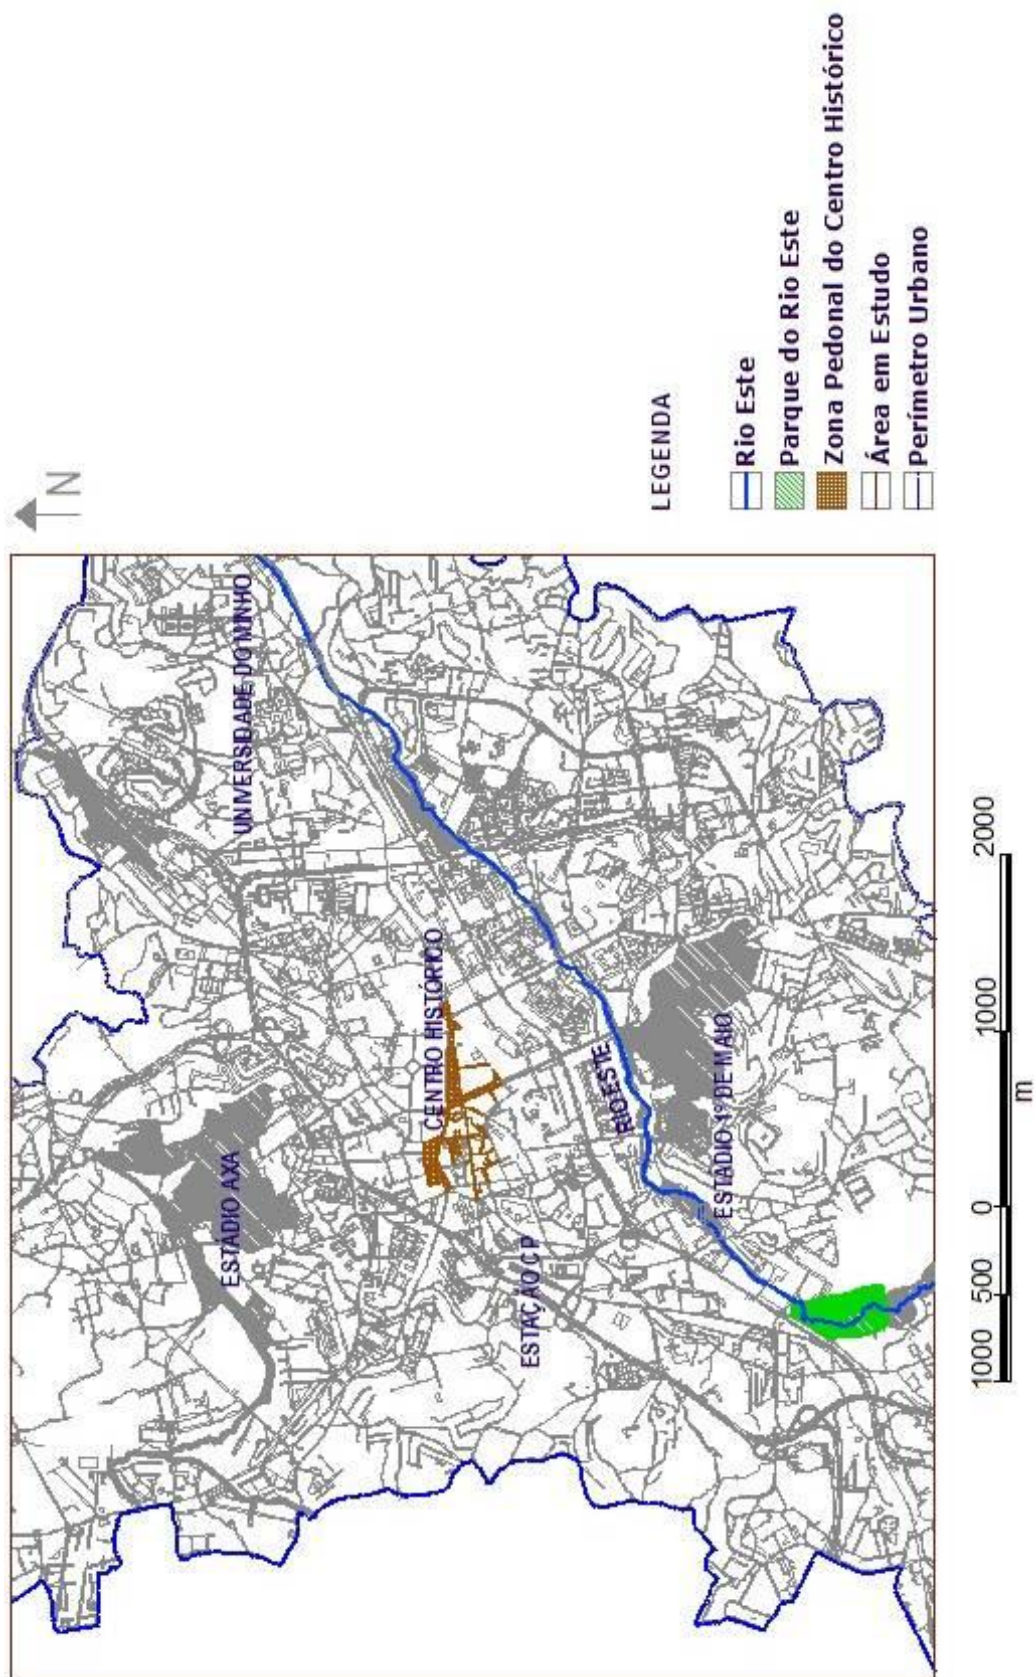 N
UNIVERSIDADE DO MINHO
ESTÁDIO AXA
CENTRO HISTÓRICO
ESTAÇÃO CP
RIO ESTE
ESTADIO 1º DE MAIO
LEGENDA
Rio Este
Parque do Rio Este
Zona Pedonal do Centro Histórico
Área em Estudo
Perímetro Urbano
1000 500 0 1000 2000
m